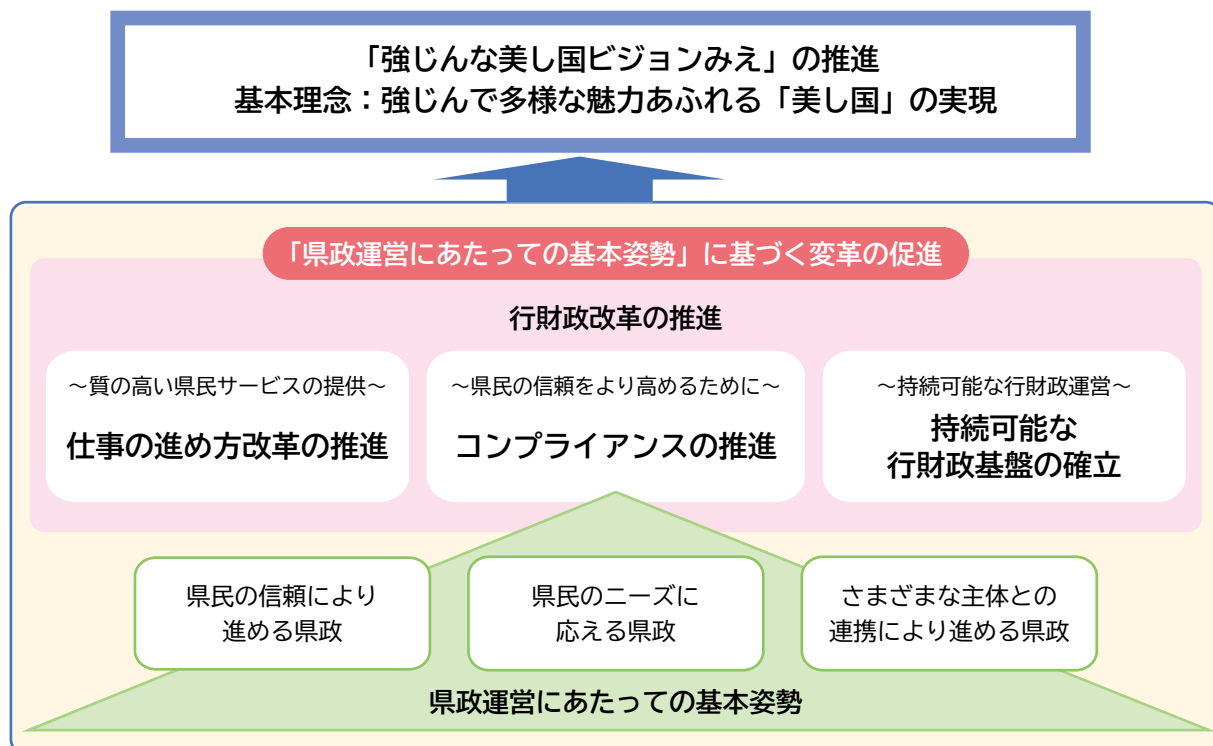 「強じんな美し国ビジョンみえ」の推進
基本理念：強じんで多様な魅力あふれる「美し国」の実現
「県政運営にあたっての基本姿勢」に基づく変革の促進
行財政改革の推進
～質の高い県民サービスの提供～
仕事の進め方改革の推進
～県民の信頼をより高めるために～
コンプライアンスの推進
～持続可能な行財政運営～
持続可能な
行財政基盤の確立
県民の信頼により
進める県政
県民のニーズに
応える県政
さまざまな主体との
連携により進める県政
県政運営にあたっての基本姿勢